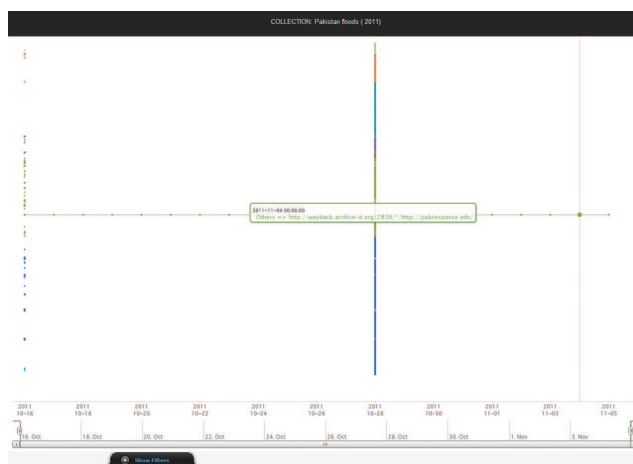 COLLECTION: Pakistan floods ( 2011)
2011-11-04 00:00:00
Others => http://wayback.archive-it.org/2838/*/http://pakresponse.info/
2011 2011 2011 2011 2011 2011 2011 2011 2011 2011 2011
10-16 10-18 10-20 10-22 10-24 10-26 10-28 10-30 11-01 11-03 11-05
16. Oct 18. Oct 20. Oct 22. Oct 24. Oct 26. Oct 28. Oct 30. Oct 1. Nov 3. Nov
Show Filters